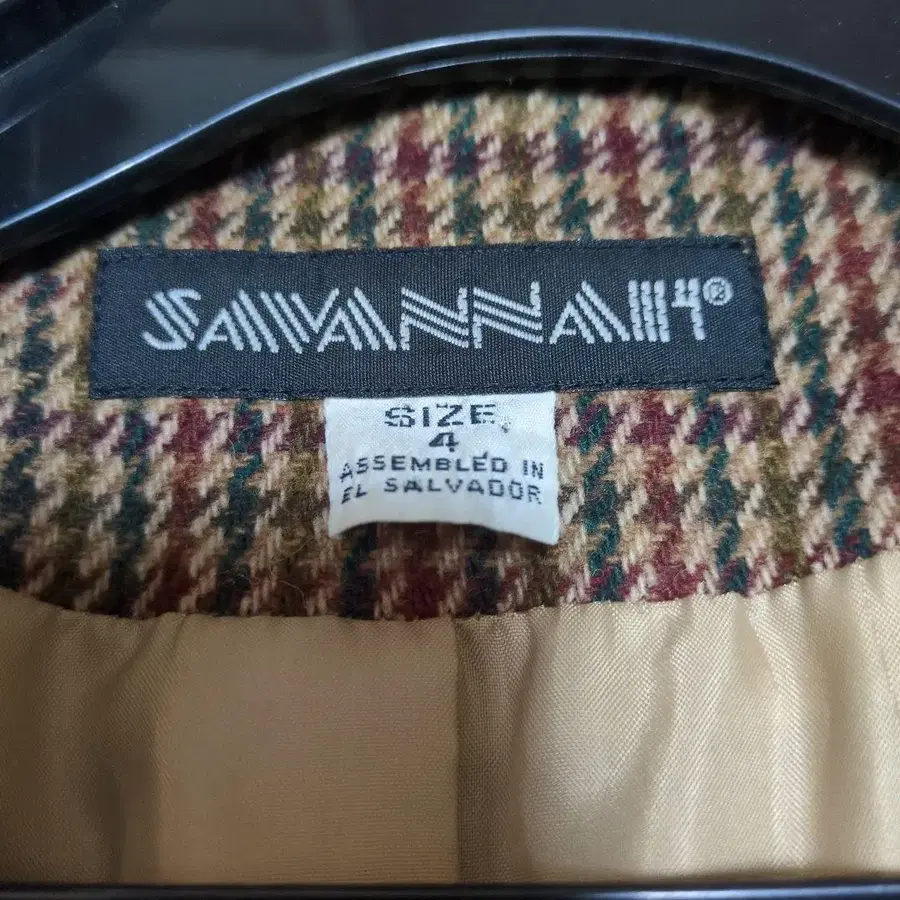 SAVANNAH®
SIZE
4
ASSEMBLED IN
EL SALVADOR